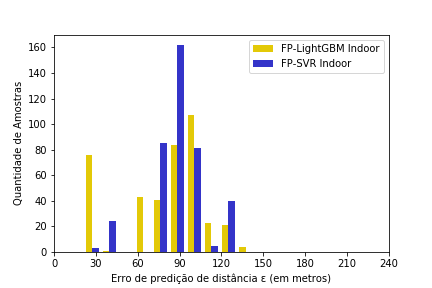 160
140
120
100
80
60
40
20
0
Quantidade de Amostras
FP-LightGBM Indoor
FP-SVR Indoor
0 30 60 90 120 150 180 210 240
Erro de predição de distância ε (em metros)